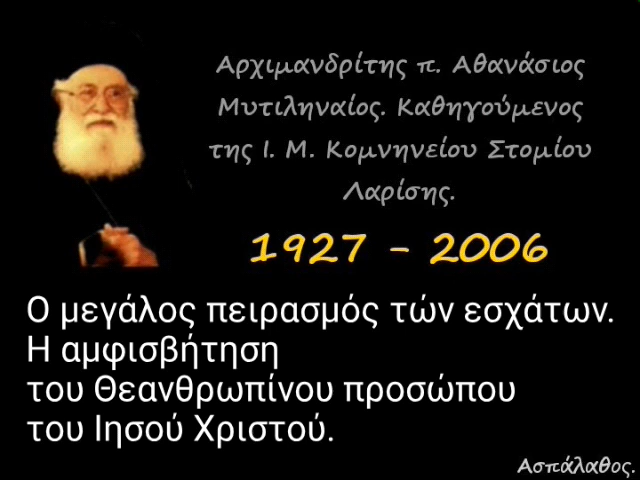 Αρχιμανδρίτης π. Αθανάσιος
Μυτιληναίος. Καθηγούμενος
της Ι. Μ. Κομνηνείου Στομίου
Λαρίσης.
1927 - 2006
Ο μεγάλος πειρασμός τών εσχάτων.
Η αμφισβήτηση
του Θεανθρωπίνου προσώπου
του Ιησού Χριστού.
Ασπάλαθος.